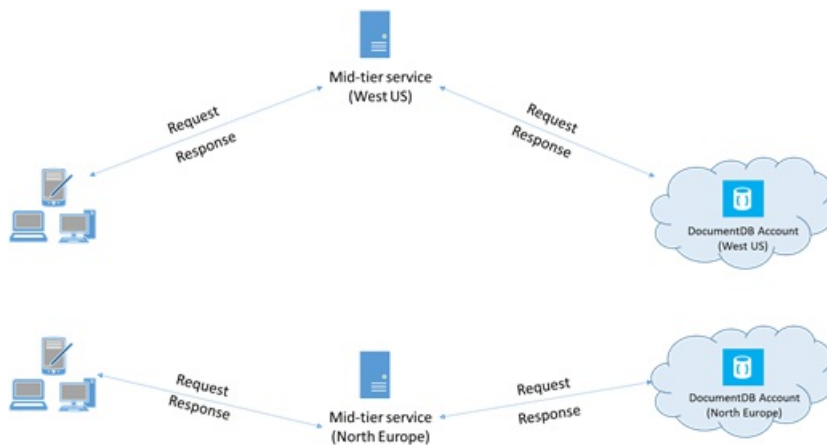 Mid-tier service
(West US)
Request
Response
Request
Response
DocumentDB Account
(West US)
Request
Response
Mid-tier service
(North Europe)
Request
Response
DocumentDB Account
(North Europe)